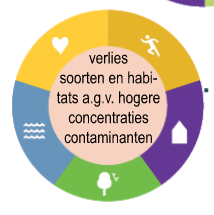 verlies
soorten en habi-
tats a.g.v. hogere
concentraties
contaminanten